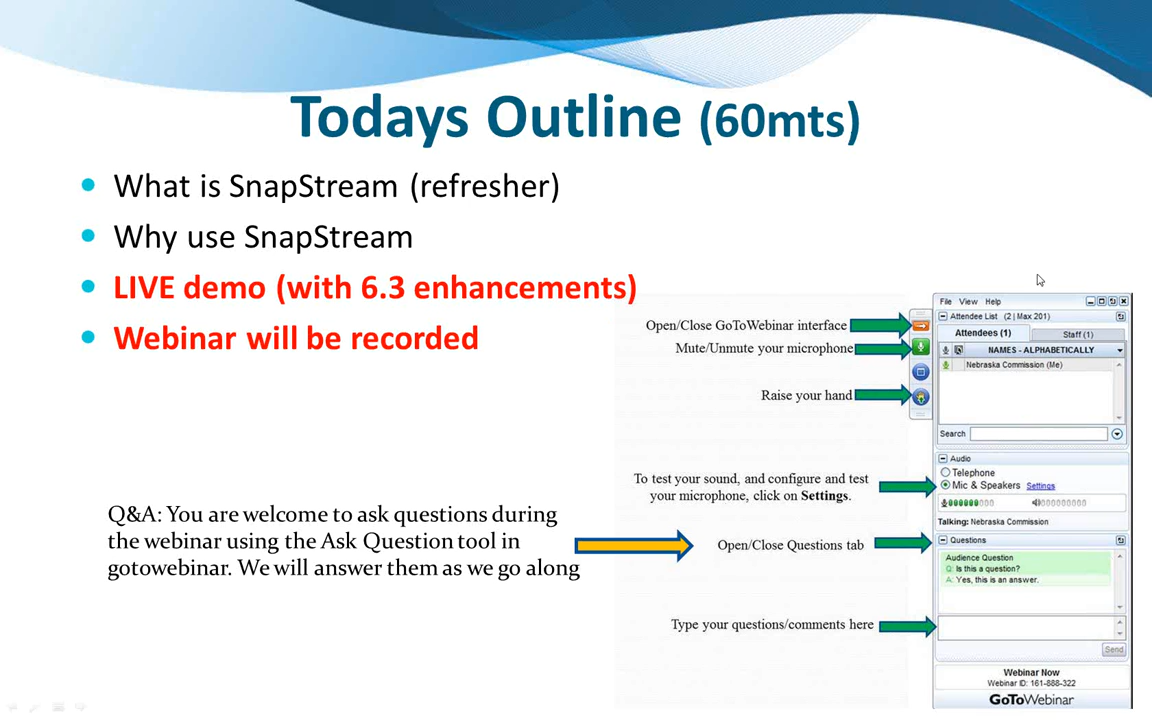 Todays Outline (60mts)
What is SnapStream (refresher)
Why use SnapStream
LIVE demo (with 6.3 enhancements)
Webinar will be recorded
Q&A: You are welcome to ask questions during
the webinar using the Ask Question tool in
gotowebinar. We will answer them as we go along
Open/Close GoToWebinar interface
Mute/Unmute your microphone
Raise your hand
To test your sound, and configure and test
your microphone, click on Settings.
Open/Close Questions tab
Type your questions/comments here
File View Help
Attendee List (2 | Max 201)
Attendees (1) Staff (1)
NAMES - ALPHABETICALLY
Nebraska Commission (Me)
Search
Audio
Telephone
Mic & Speakers Settings
Talking: Nebraska Commission
Questions
Audience Question
Q: Is this a question?
A: Yes, this is an answer.
Send
Webinar Now
Webinar ID: 161-888-322
GoToWebinar